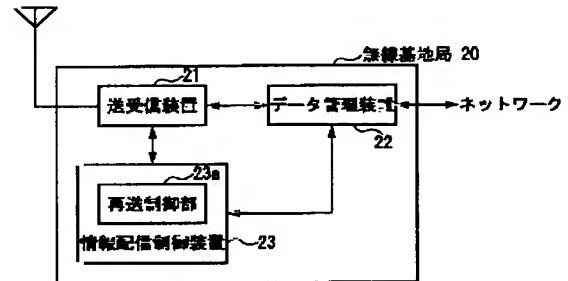 無線基地局 20
21
送受信装置
データ管理装置
ネットワーク
22
23a
再送制御部
情報配信制御装置
23